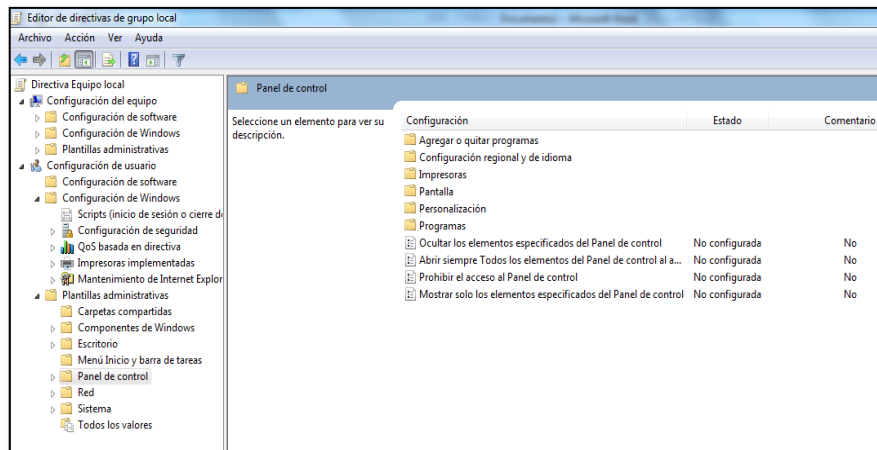 Editor de directivas de grupo local
Archivo Acción Ver Ayuda
Directiva Equipo local
Configuración del equipo
Configuración de software
Configuración de Windows
Plantillas administrativas
Configuración de usuario
Configuración de software
Configuración de Windows
Scripts (inicio de sesión o cierre de
Configuración de seguridad
QoS basada en directiva
Impresoras implementadas
Mantenimiento de Internet Explor
Plantillas administrativas
Carpetas compartidas
Componentes de Windows
Escritorio
Menú Inicio y barra de tareas
Panel de control
Red
Sistema
Todos los valores
Panel de control
Seleccione un elemento para ver su
descripción.
Configuración Estado Comentario
Agregar o quitar programas
Configuración regional y de idioma
Impresoras
Pantalla
Personalización
Programas
Ocultar los elementos especificados del Panel de control No configurada No
Abrir siempre Todos los elementos del Panel de control al a... No configurada No
Prohibir el acceso al Panel de control No configurada No
Mostrar solo los elementos especificados del Panel de control No configurada No